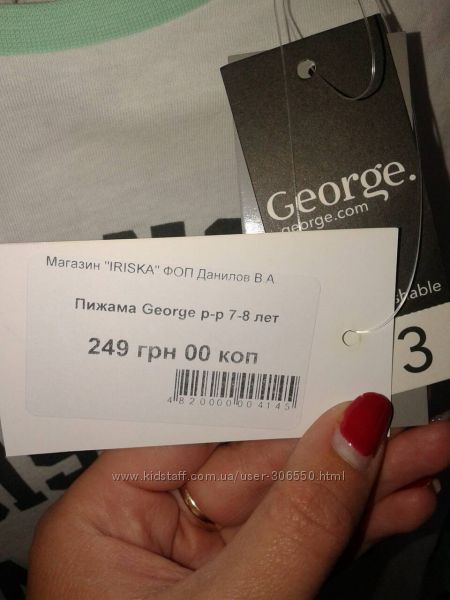 George.
george.com
shable
3
Магазин "IRISKA" ФОП Данилов В.А
Пижама George р-р 7-8 лет
249 грн 00 коп
4820000004145
www.kidstaff.com.ua/user-306550.html